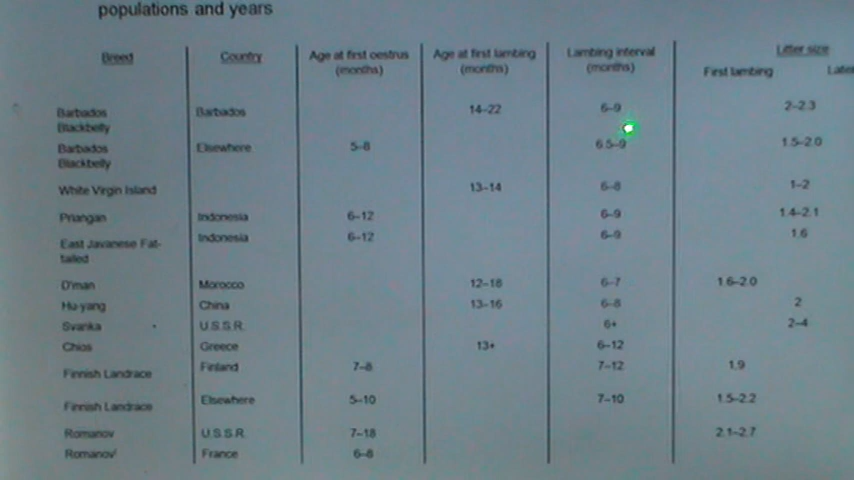 populations and years
Breed Country Age at first oestrus (months) Age at first lambing (months) Lambing interval (months) Litter size
First lambing
Barbados Blackbelly Barbados 14–22 6–9 2–2.3
Barbados Blackbelly Elsewhere 5–8 6.5–9 1.5–2.0
White Virgin Island 13–14 6–8 1–2
Priangan Indonesia 6–12 6–9 1.4–2.1
East Javanese Fat-tailed Indonesia 6–12 6–9 1.6
D'man Morocco 12–18 6–7 1.6–2.0
Hu-yang China 13–16 6–8 2
Svanka U.S.S.R. 6+ 2–4
Chios Greece 13+ 6–12
Finnish Landrace Finland 7–8 7–12 1.9
Finnish Landrace Elsewhere 5–10 7–10 1.5–2.2
Romanov U.S.S.R. 7–18 2.1–2.7
Romanov France 6–8